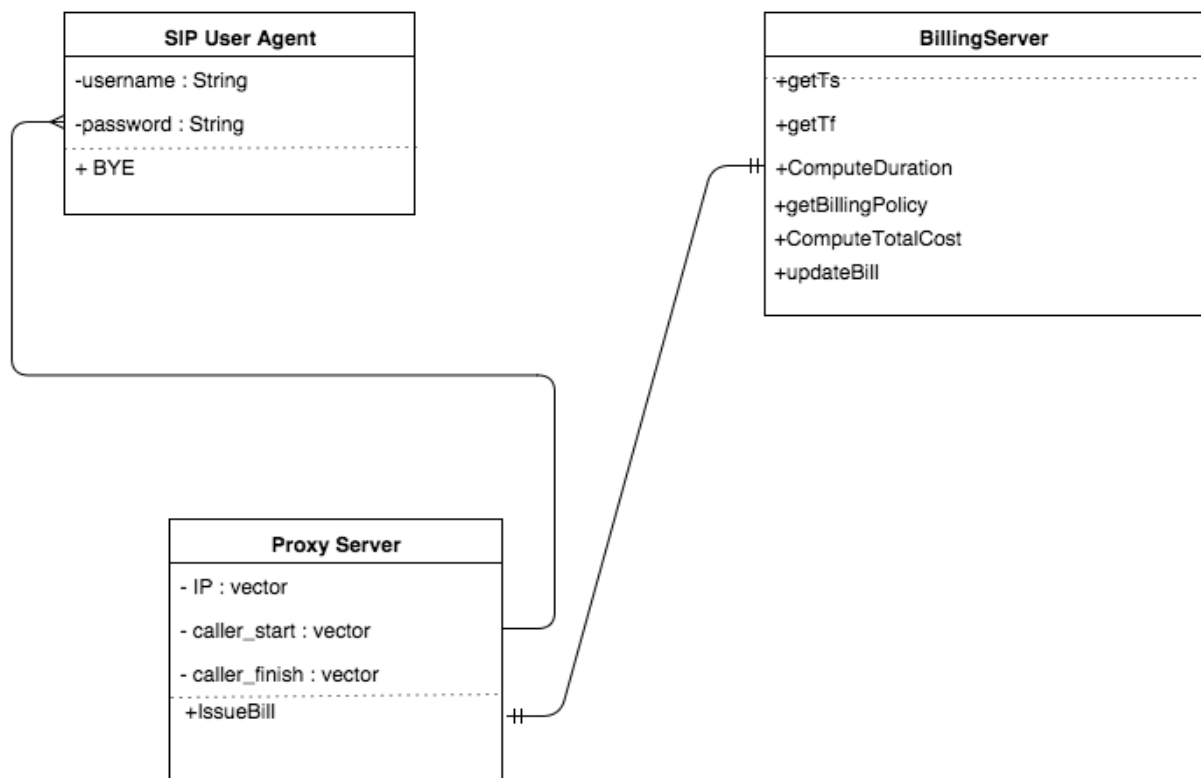 SIP User Agent
-username : String
-password : String
+ BYE
BillingServer
+getTs
+getTf
+ComputeDuration
+getBillingPolicy
+ComputeTotalCost
+updateBill
Proxy Server
- IP : vector
- caller_start : vector
- caller_finish : vector
+IssueBill